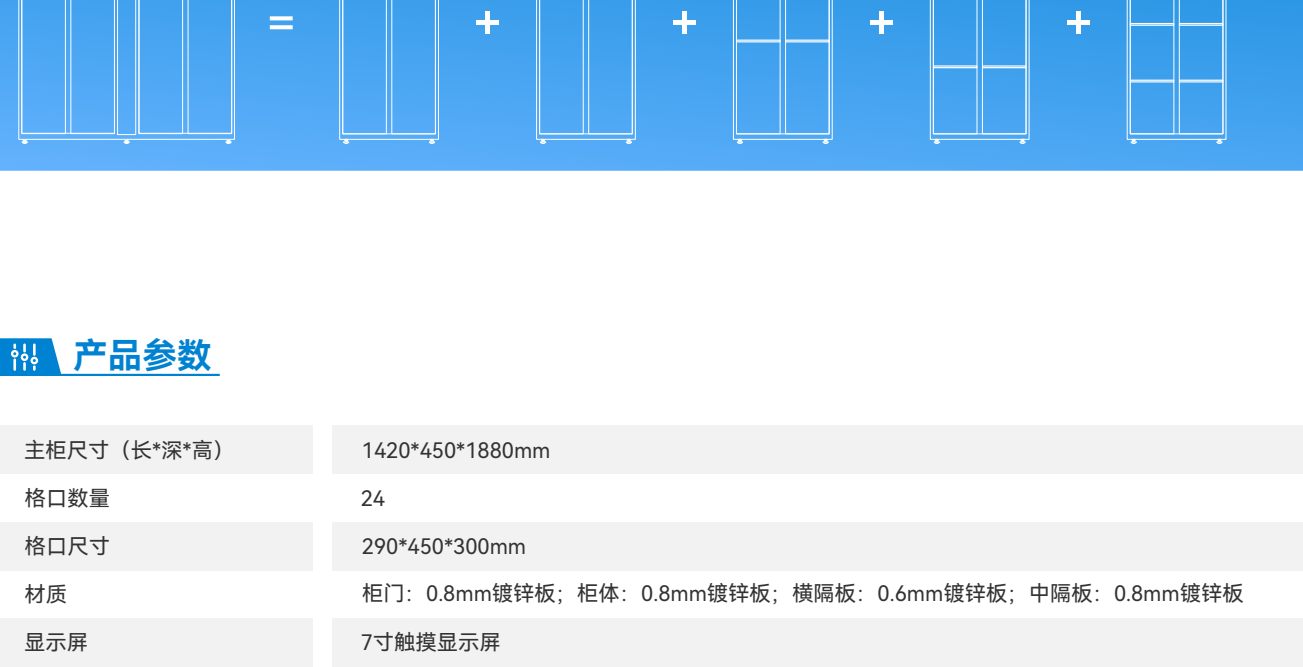 = + + + +
产品参数
主柜尺寸（长*深*高） 1420*450*1880mm
格口数量 24
格口尺寸 290*450*300mm
材质 柜门：0.8mm镀锌板；柜体：0.8mm镀锌板；横隔板：0.6mm镀锌板；中隔板：0.8mm镀锌板
显示屏 7寸触摸显示屏